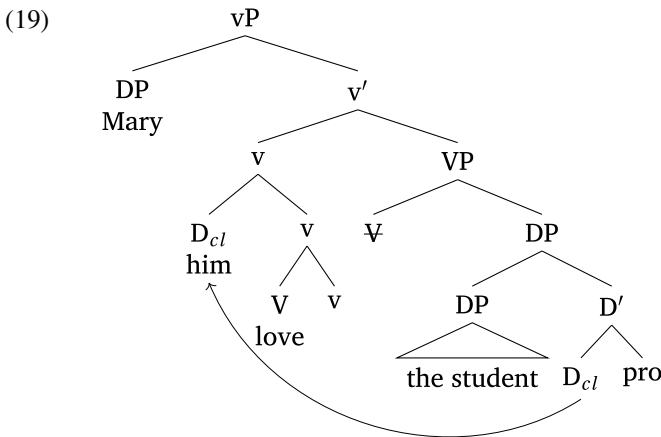 (19)
vP
DP v′
Mary
v VP
D_cl v V̶ DP
him
V v DP D′
love
the student D_cl pro